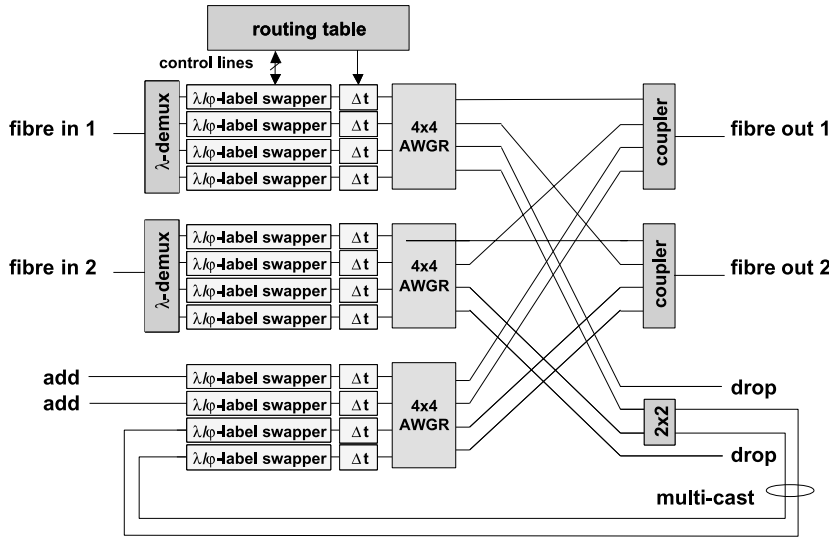 routing table
control lines
fibre in 1
λ-demux
λ/φ-label swapper Δt
λ/φ-label swapper Δt
λ/φ-label swapper Δt
λ/φ-label swapper Δt
4x4
AWGR
coupler
fibre out 1
fibre in 2
λ-demux
λ/φ-label swapper Δt
λ/φ-label swapper Δt
λ/φ-label swapper Δt
λ/φ-label swapper Δt
4x4
AWGR
coupler
fibre out 2
add
add
λ/φ-label swapper Δt
λ/φ-label swapper Δt
λ/φ-label swapper Δt
λ/φ-label swapper Δt
4x4
AWGR
drop
2x2
drop
multi-cast